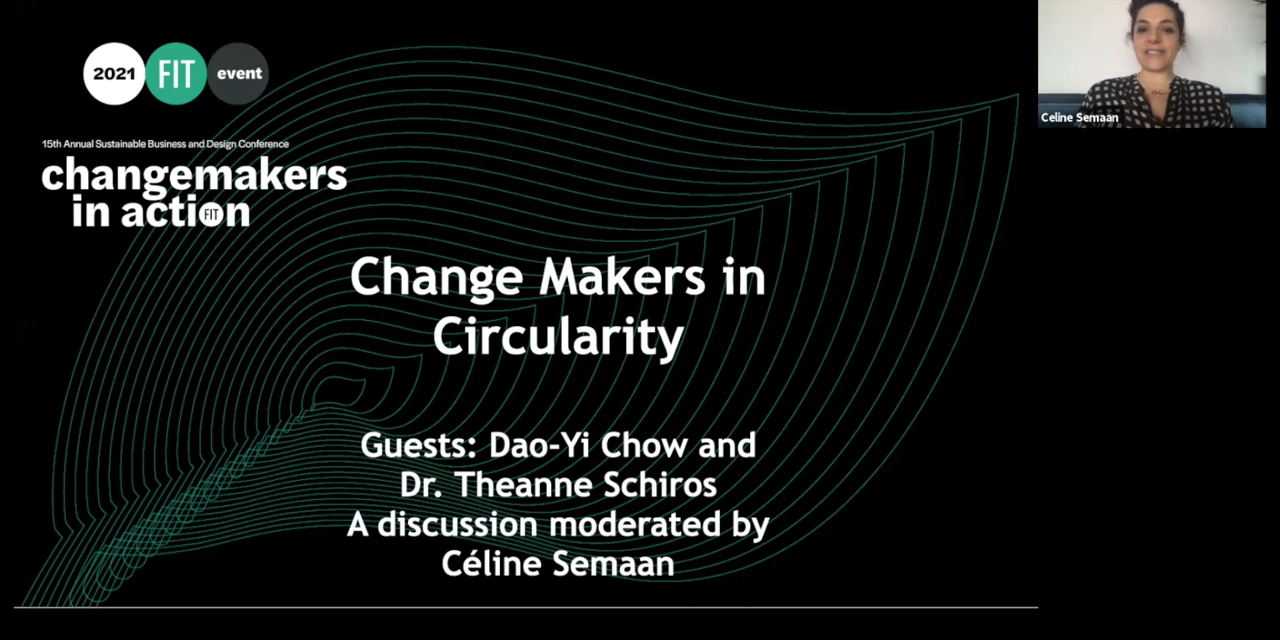 2021 FIT event
15th Annual Sustainable Business and Design Conference
changemakers
in action
FIT
Change Makers in
Circularity
Guests: Dao-Yi Chow and
Dr. Theanne Schiros
A discussion moderated by
Céline Semaan
Celine Semaan